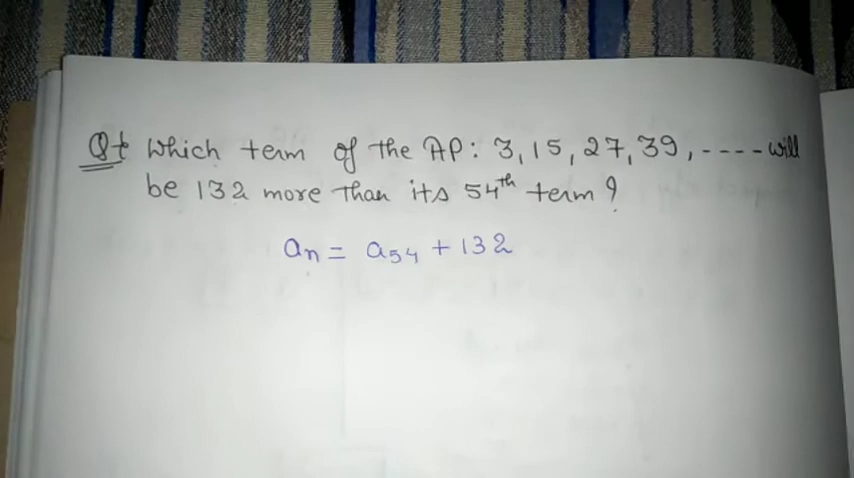 Qt Which term of the AP: 3, 15, 27, 39, ---- will
be 132 more than its 54th term ?
an = a54 + 132